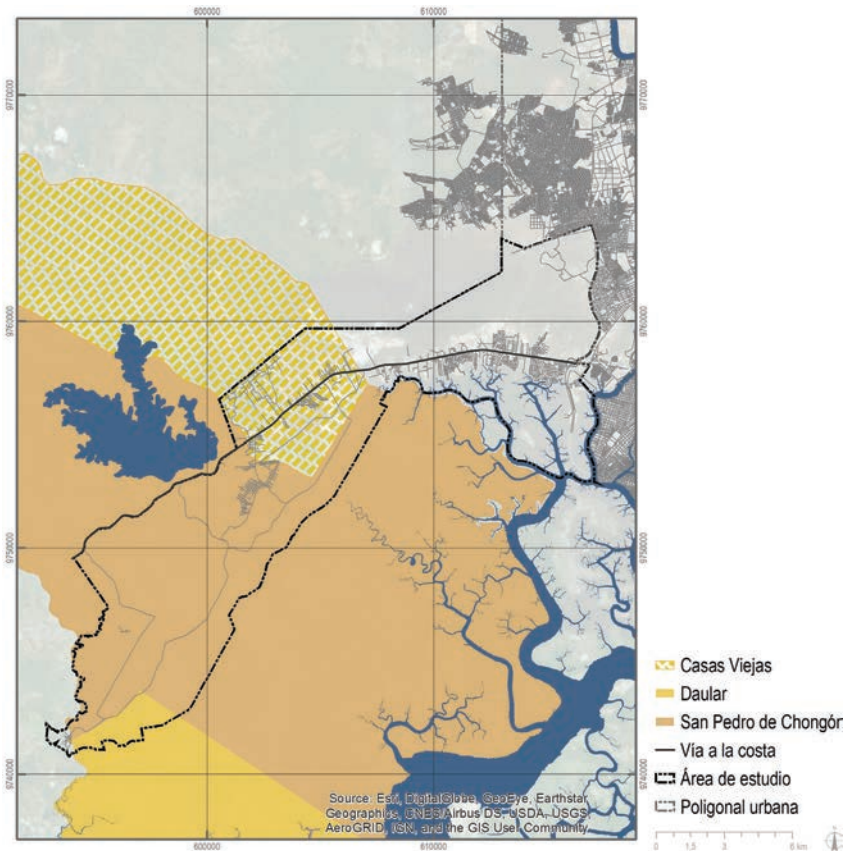 600000
610000
9770000
9770000
9760000
9760000
9750000
9750000
9740000
9740000
Casas Viejas
Daular
San Pedro de Chongón
Vía a la costa
Área de estudio
Poligonal urbana
Source: Esri, DigitalGlobe, GeoEye, Earthstar
Geographics, CNES/Airbus DS, USDA, USGS,
AeroGRID, IGN, and the GIS User Community
600000
610000
0
1,5
3
6 km